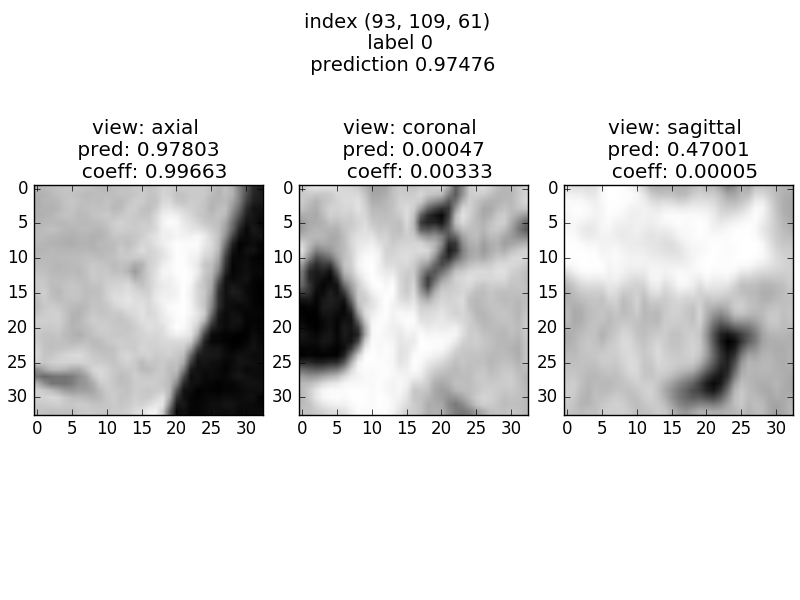 index (93, 109, 61)
label 0
prediction 0.97476
view: axial
pred: 0.97803
coeff: 0.99663
view: coronal
pred: 0.00047
coeff: 0.00333
view: sagittal
pred: 0.47001
coeff: 0.00005
0
5
10
15
20
25
30
0 5 10 15 20 25 30
0
5
10
15
20
25
30
0 5 10 15 20 25 30
0
5
10
15
20
25
30
0 5 10 15 20 25 30